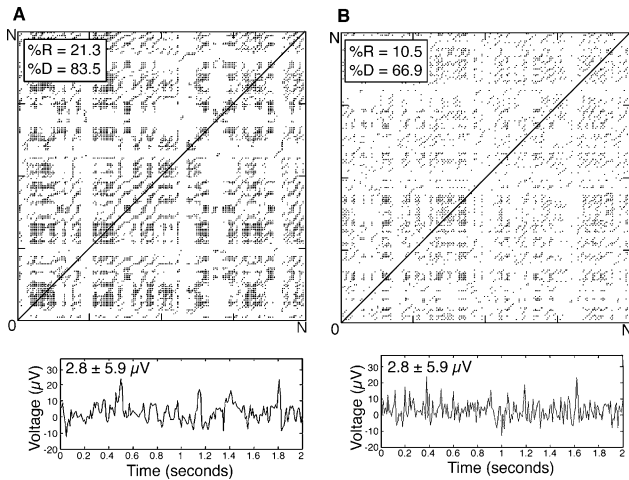 A
N
%R = 21.3
%D = 83.5
0
N
B
N
%R = 10.5
%D = 66.9
0
N
2.8 ± 5.9 µV
Voltage (µV)
30
20
10
0
-10
-20
0
0.2
0.4
0.6
0.8
1
1.2
1.4
1.6
1.8
2
Time (seconds)
2.8 ± 5.9 µV
Voltage (µV)
30
20
10
0
-10
-20
0
0.2
0.4
0.6
0.8
1
1.2
1.4
1.6
1.8
2
Time (seconds)